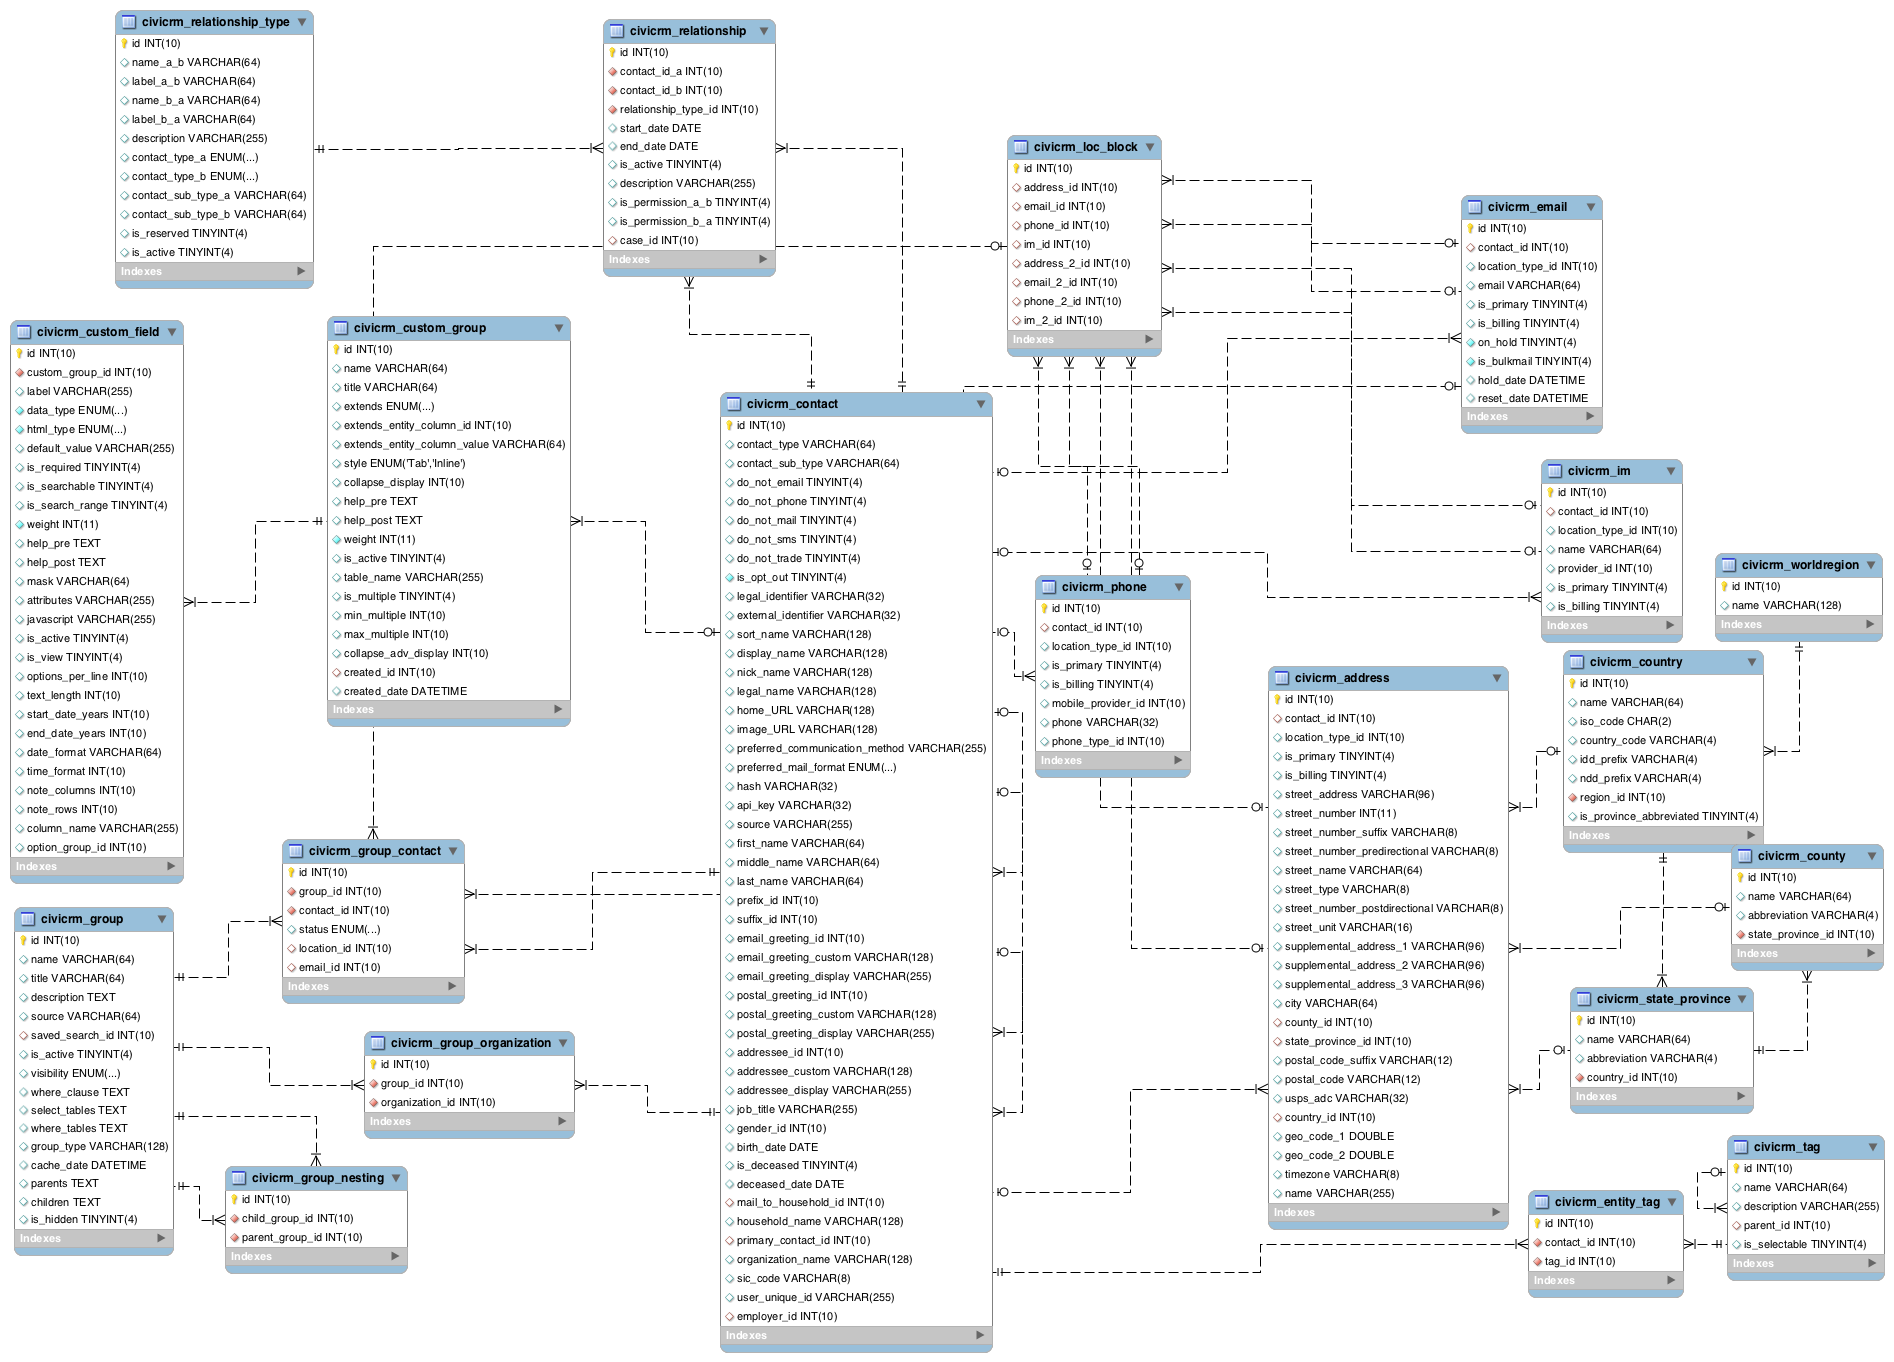 civicrm_relationship_type
id INT(10)
name_a_b VARCHAR(64)
label_a_b VARCHAR(64)
name_b_a VARCHAR(64)
label_b_a VARCHAR(64)
description VARCHAR(255)
contact_type_a ENUM(...)
contact_type_b ENUM(...)
contact_sub_type_a VARCHAR(64)
contact_sub_type_b VARCHAR(64)
is_reserved TINYINT(4)
is_active TINYINT(4)
Indexes
civicrm_relationship
id INT(10)
contact_id_a INT(10)
contact_id_b INT(10)
relationship_type_id INT(10)
start_date DATE
end_date DATE
is_active TINYINT(4)
description VARCHAR(255)
is_permission_a_b TINYINT(4)
is_permission_b_a TINYINT(4)
case_id INT(10)
Indexes
civicrm_loc_block
id INT(10)
address_id INT(10)
email_id INT(10)
phone_id INT(10)
im_id INT(10)
address_2_id INT(10)
email_2_id INT(10)
phone_2_id INT(10)
im_2_id INT(10)
Indexes
civicrm_email
id INT(10)
contact_id INT(10)
location_type_id INT(10)
email VARCHAR(64)
is_primary TINYINT(4)
is_billing TINYINT(4)
on_hold TINYINT(4)
is_bulkmail TINYINT(4)
hold_date DATETIME
reset_date DATETIME
Indexes
civicrm_custom_field
id INT(10)
custom_group_id INT(10)
label VARCHAR(255)
data_type ENUM(...)
html_type ENUM(...)
default_value VARCHAR(255)
is_required TINYINT(4)
is_searchable TINYINT(4)
is_search_range TINYINT(4)
weight INT(11)
help_pre TEXT
help_post TEXT
mask VARCHAR(64)
attributes VARCHAR(255)
javascript VARCHAR(255)
is_active TINYINT(4)
is_view TINYINT(4)
options_per_line INT(10)
text_length INT(10)
start_date_years INT(10)
end_date_years INT(10)
date_format VARCHAR(64)
time_format INT(10)
note_columns INT(10)
note_rows INT(10)
column_name VARCHAR(255)
option_group_id INT(10)
Indexes
civicrm_custom_group
id INT(10)
name VARCHAR(64)
title VARCHAR(64)
extends ENUM(...)
extends_entity_column_id INT(10)
extends_entity_column_value VARCHAR(64)
style ENUM('Tab','Inline')
collapse_display INT(10)
help_pre TEXT
help_post TEXT
weight INT(11)
is_active TINYINT(4)
table_name VARCHAR(255)
is_multiple TINYINT(4)
min_multiple INT(10)
max_multiple INT(10)
collapse_adv_display INT(10)
created_id INT(10)
created_date DATETIME
Indexes
civicrm_contact
id INT(10)
contact_type VARCHAR(64)
contact_sub_type VARCHAR(64)
do_not_email TINYINT(4)
do_not_phone TINYINT(4)
do_not_mail TINYINT(4)
do_not_sms TINYINT(4)
do_not_trade TINYINT(4)
is_opt_out TINYINT(4)
legal_identifier VARCHAR(32)
external_identifier VARCHAR(32)
sort_name VARCHAR(128)
display_name VARCHAR(128)
nick_name VARCHAR(128)
legal_name VARCHAR(128)
home_URL VARCHAR(128)
image_URL VARCHAR(128)
preferred_communication_method VARCHAR(255)
preferred_mail_format ENUM(...)
hash VARCHAR(32)
api_key VARCHAR(32)
source VARCHAR(255)
first_name VARCHAR(64)
middle_name VARCHAR(64)
last_name VARCHAR(64)
prefix_id INT(10)
suffix_id INT(10)
email_greeting_id INT(10)
email_greeting_custom VARCHAR(128)
email_greeting_display VARCHAR(255)
postal_greeting_id INT(10)
postal_greeting_custom VARCHAR(128)
postal_greeting_display VARCHAR(255)
addressee_id INT(10)
addressee_custom VARCHAR(128)
addressee_display VARCHAR(255)
job_title VARCHAR(255)
gender_id INT(10)
birth_date DATE
is_deceased TINYINT(4)
deceased_date DATE
mail_to_household_id INT(10)
household_name VARCHAR(128)
primary_contact_id INT(10)
organization_name VARCHAR(128)
sic_code VARCHAR(8)
user_unique_id VARCHAR(255)
employer_id INT(10)
Indexes
civicrm_im
id INT(10)
contact_id INT(10)
location_type_id INT(10)
name VARCHAR(64)
provider_id INT(10)
is_primary TINYINT(4)
is_billing TINYINT(4)
Indexes
civicrm_worldregion
id INT(10)
name VARCHAR(128)
Indexes
civicrm_phone
id INT(10)
contact_id INT(10)
location_type_id INT(10)
is_primary TINYINT(4)
is_billing TINYINT(4)
mobile_provider_id INT(10)
phone VARCHAR(32)
phone_type_id INT(10)
Indexes
civicrm_address
id INT(10)
contact_id INT(10)
location_type_id INT(10)
is_primary TINYINT(4)
is_billing TINYINT(4)
street_address VARCHAR(96)
street_number INT(11)
street_number_suffix VARCHAR(8)
street_number_predirectional VARCHAR(8)
street_name VARCHAR(64)
street_type VARCHAR(8)
street_number_postdirectional VARCHAR(8)
street_unit VARCHAR(16)
supplemental_address_1 VARCHAR(96)
supplemental_address_2 VARCHAR(96)
supplemental_address_3 VARCHAR(96)
city VARCHAR(64)
county_id INT(10)
state_province_id INT(10)
postal_code_suffix VARCHAR(12)
postal_code VARCHAR(12)
usps_adc VARCHAR(32)
country_id INT(10)
geo_code_1 DOUBLE
geo_code_2 DOUBLE
timezone VARCHAR(8)
name VARCHAR(255)
Indexes
civicrm_country
id INT(10)
name VARCHAR(64)
iso_code CHAR(2)
country_code VARCHAR(4)
idd_prefix VARCHAR(4)
ndd_prefix VARCHAR(4)
region_id INT(10)
is_province_abbreviated TINYINT(4)
Indexes
civicrm_county
id INT(10)
name VARCHAR(64)
abbreviation VARCHAR(4)
state_province_id INT(10)
Indexes
civicrm_group_contact
id INT(10)
group_id INT(10)
contact_id INT(10)
status ENUM(...)
location_id INT(10)
email_id INT(10)
Indexes
civicrm_group
id INT(10)
name VARCHAR(64)
title VARCHAR(64)
description TEXT
source VARCHAR(64)
saved_search_id INT(10)
is_active TINYINT(4)
visibility ENUM(...)
where_clause TEXT
select_tables TEXT
where_tables TEXT
group_type VARCHAR(128)
cache_date DATETIME
parents TEXT
children TEXT
is_hidden TINYINT(4)
Indexes
civicrm_group_organization
id INT(10)
group_id INT(10)
organization_id INT(10)
Indexes
civicrm_group_nesting
id INT(10)
child_group_id INT(10)
parent_group_id INT(10)
Indexes
civicrm_state_province
id INT(10)
name VARCHAR(64)
abbreviation VARCHAR(4)
country_id INT(10)
Indexes
civicrm_tag
id INT(10)
name VARCHAR(64)
description VARCHAR(255)
parent_id INT(10)
is_selectable TINYINT(4)
Indexes
civicrm_entity_tag
id INT(10)
contact_id INT(10)
tag_id INT(10)
Indexes